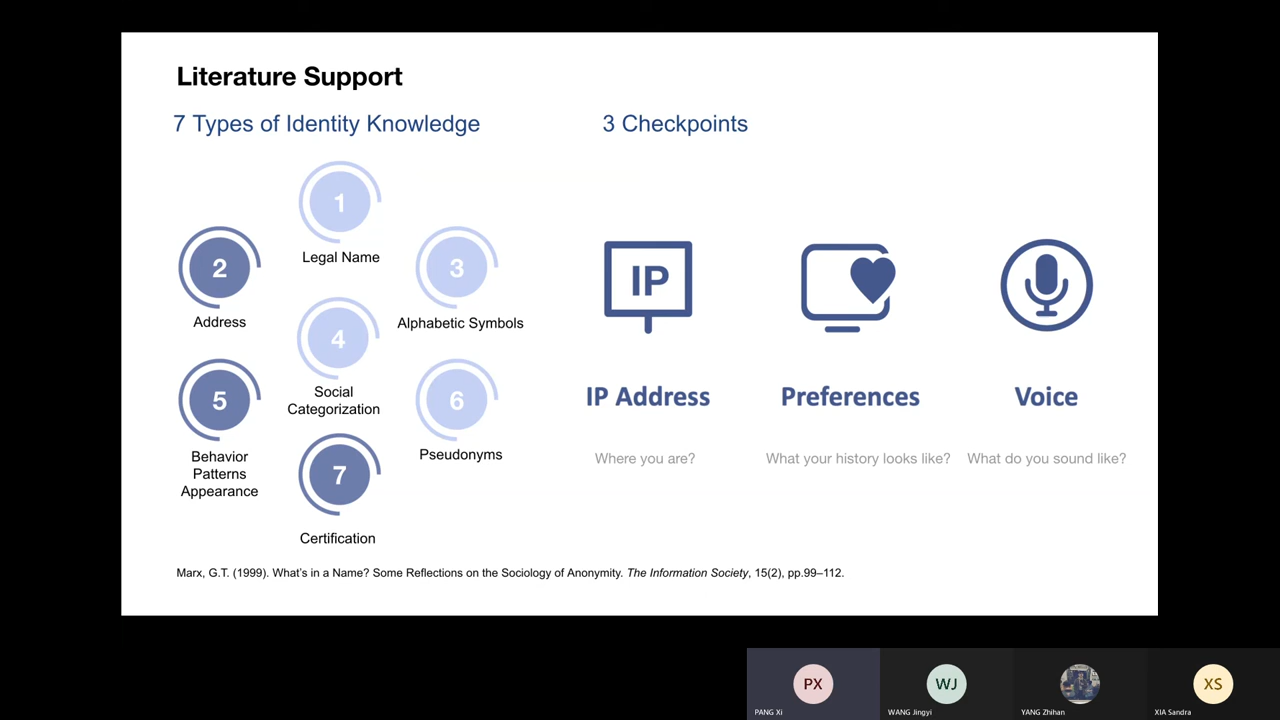 Literature Support
7 Types of Identity Knowledge
1
Legal Name
2
Address
3
Alphabetic Symbols
4
Social
Categorization
5
Behavior
Patterns
Appearance
6
Pseudonyms
7
Certification
3 Checkpoints
IP
IP Address
Where you are?
Preferences
What your history looks like?
Voice
What do you sound like?
Marx, G.T. (1999). What's in a Name? Some Reflections on the Sociology of Anonymity. The Information Society, 15(2), pp.99–112.
PX
PANG Xi
WJ
WANG Jingyi
YANG Zhihan
XS
XIA Sandra